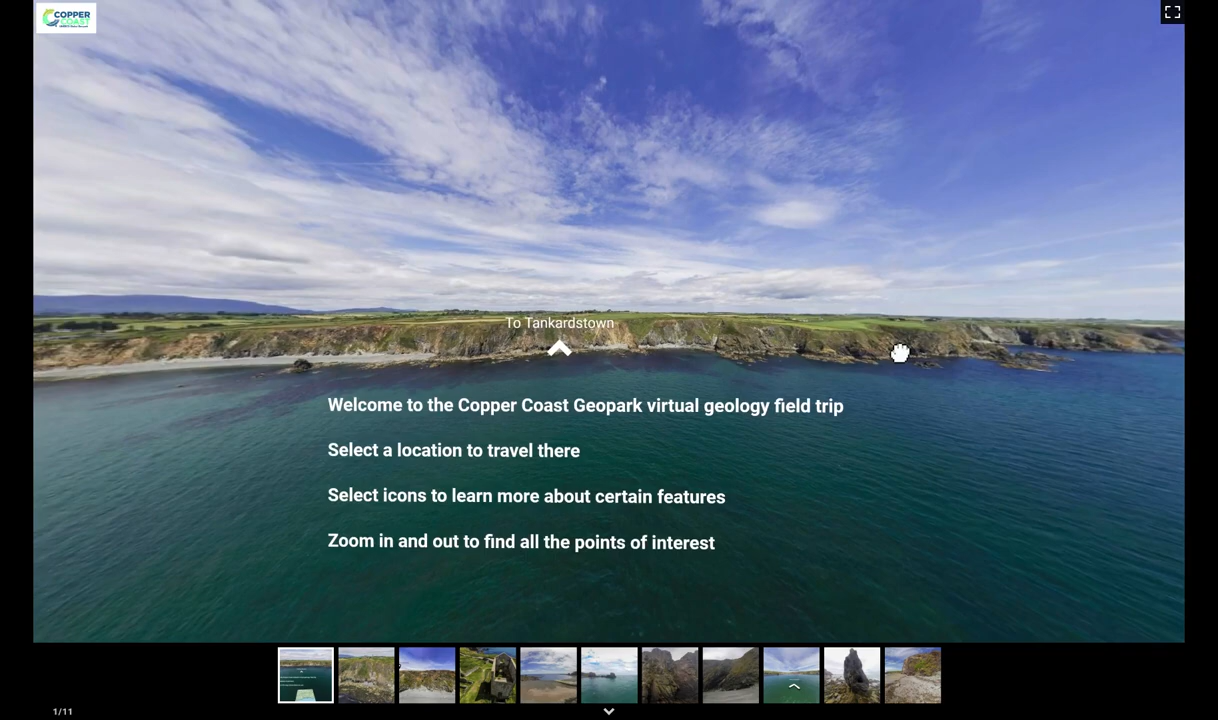 COPPER
COAST
To Tankardstown
Welcome to the Copper Coast Geopark virtual geology field trip
Select a location to travel there
Select icons to learn more about certain features
Zoom in and out to find all the points of interest
1/11